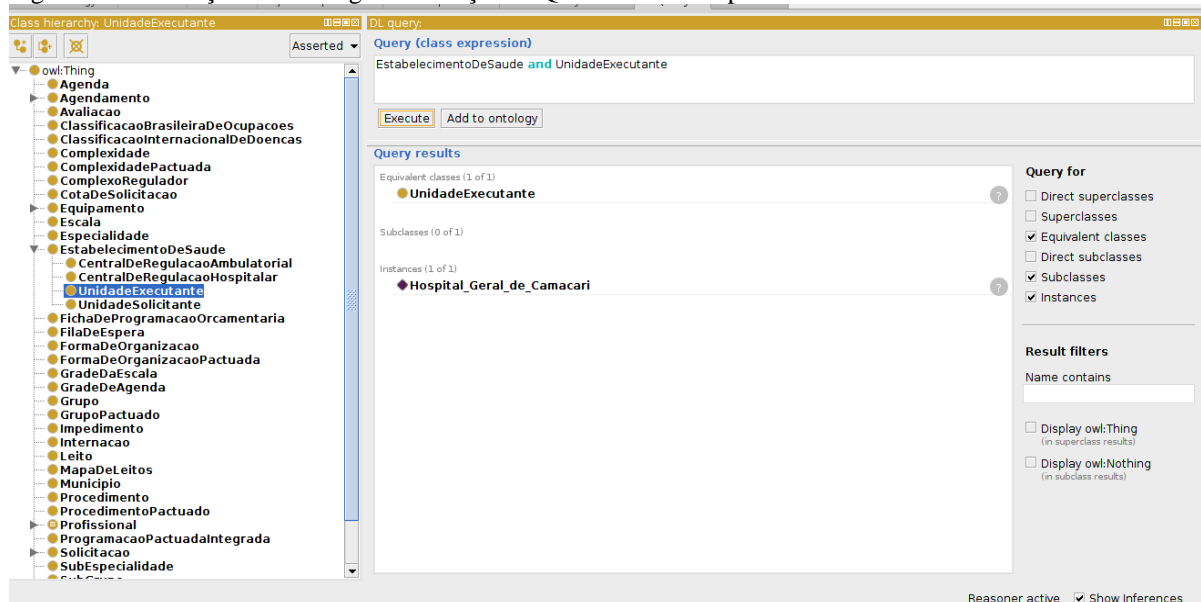 Class hierarchy: UnidadeExecutante
Asserted
owl:Thing
Agenda
Agendamento
Avaliacao
ClassificacaoBrasileiraDeOcupacoes
ClassificacaoInternacionalDeDoencas
Complexidade
ComplexidadePactuada
ComplexoRegulador
CotaDeSolicitacao
Equipamento
Escala
Especialidade
EstabelecimentoDeSaude
CentralDeRegulacaoAmbulatorial
CentralDeRegulacaoHospitalar
UnidadeExecutante
UnidadeSolicitante
FichaDeProgramacaoOrcamentaria
FilaDeEspera
FormaDeOrganizacao
FormaDeOrganizacaoPactuada
GradeDaEscala
GradeDeAgenda
Grupo
GrupoPactuado
Impedimento
Internacao
Leito
MapaDeLeitos
Municipio
Procedimento
ProcedimentoPactuado
Profissional
ProgramacaoPactuadaIntegrada
Solicitacao
SubEspecialidade
DL query:
Query (class expression)
EstabelecimentoDeSaude and UnidadeExecutante
Execute Add to ontology
Query results
Equivalent classes (1 of 1)
UnidadeExecutante
?
Subclasses (0 of 1)
Instances (1 of 1)
Hospital_Geral_de_Camacari
?
Query for
Direct superclasses
Superclasses
Equivalent classes
Direct subclasses
Subclasses
Instances
Result filters
Name contains
Display owl:Thing
(in superclass results)
Display owl:Nothing
(in subclass results)
Reasoner active Show Inferences